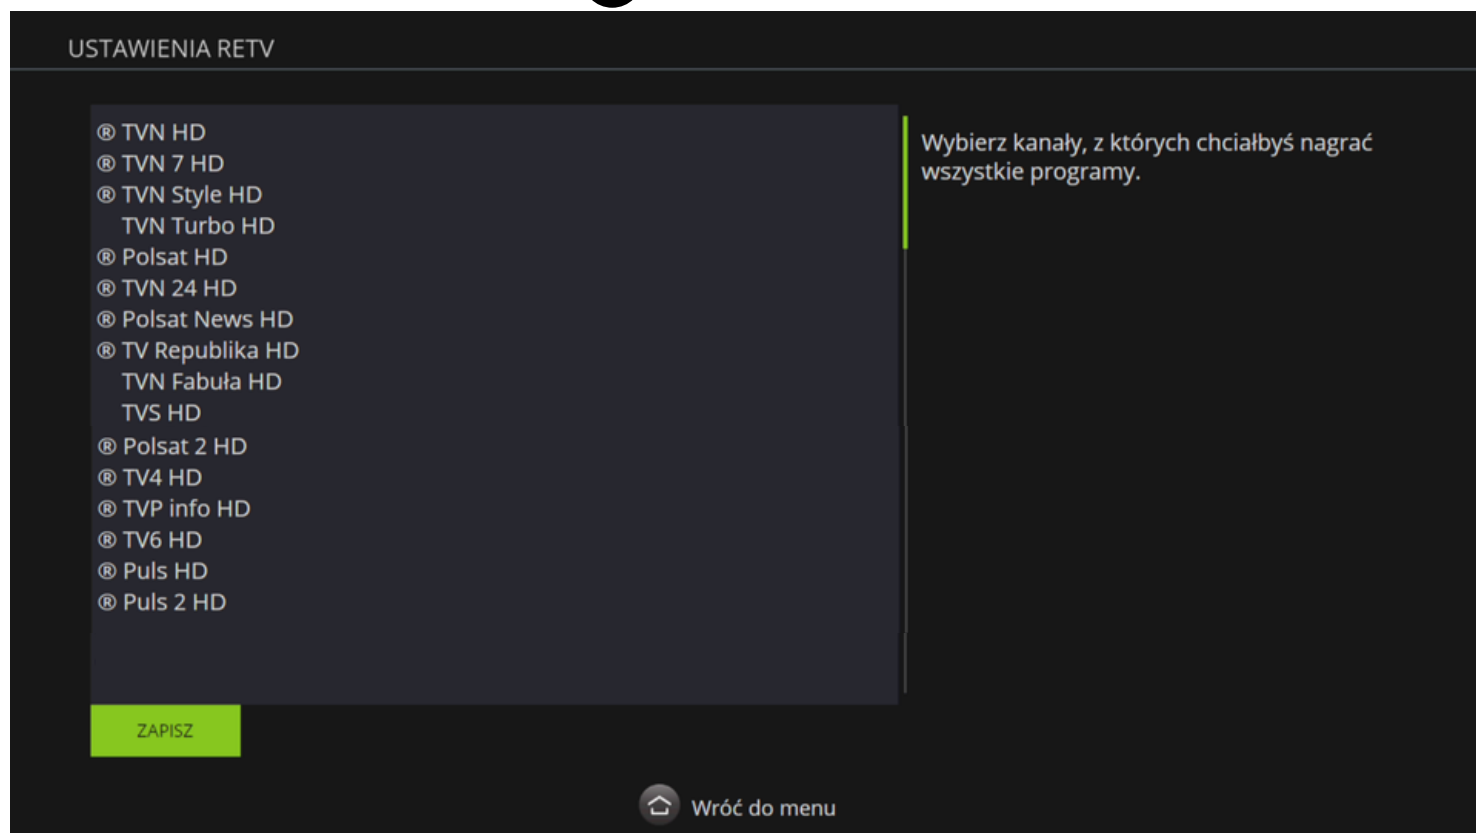 USTAWIENIA RETV
® TVN HD
® TVN 7 HD
® TVN Style HD
TVN Turbo HD
® Polsat HD
® TVN 24 HD
® Polsat News HD
® TV Republika HD
TVN Fabuła HD
TVS HD
® Polsat 2 HD
® TV4 HD
® TVP info HD
® TV6 HD
® Puls HD
® Puls 2 HD
Wybierz kanały, z których chciałbyś nagrać
wszystkie programy.
ZAPISZ
Wróć do menu